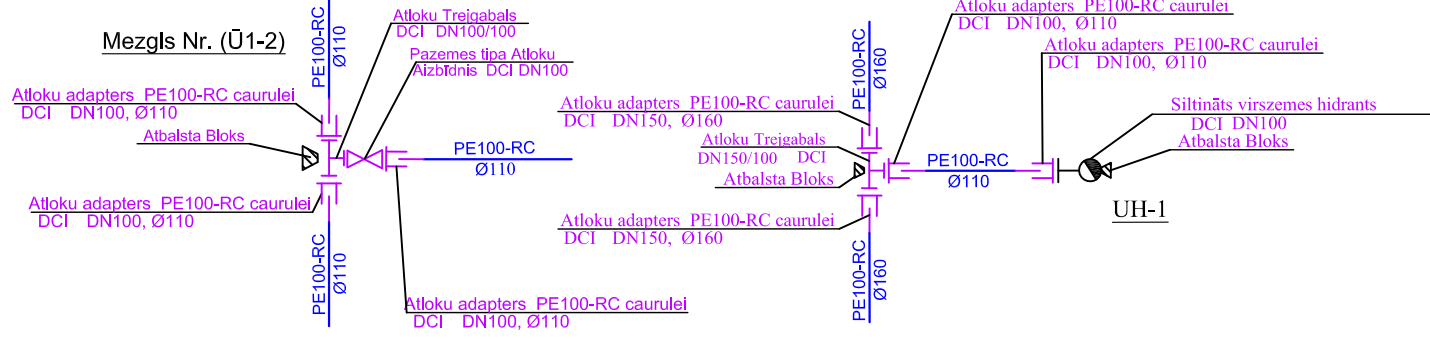 Mezgls Nr. (Ū1-2)
PE100-RC
Ø110
Atloku Trejgabals
DCI DN100/100
Pazemes tipa Atloku
Aizbīdnis DCI DN100
Atloku adapters PE100-RC caurulei
DCI DN100, Ø110
Atbalsta Bloks
PE100-RC
Ø110
Atloku adapters PE100-RC caurulei
DCI DN100, Ø110
PE100-RC
Ø110
Atloku adapters PE100-RC caurulei
DCI DN100, Ø110
PE100-RC
Ø160
Atloku adapters PE100-RC caurulei
DCI DN100, Ø110
Atloku adapters PE100-RC caurulei
DCI DN100, Ø110
Atloku adapters PE100-RC caurulei
DCI DN150, Ø160
Siltināts virszemes hidrants
DCI DN100
Atloku Trejgabals
DN150/100 DCI
Atbalsta Bloks
Atbalsta Bloks
PE100-RC
Ø110
UH-1
Atloku adapters PE100-RC caurulei
DCI DN150, Ø160
PE100-RC
Ø160